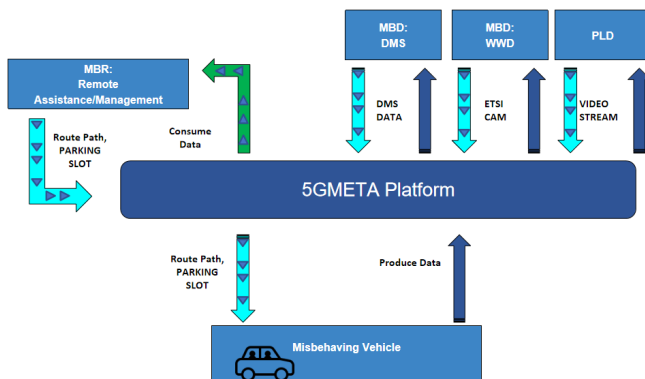 MBD:
DMS
MBD:
WWD
PLD
MBR:
Remote
Assistance/Management
DMS
DATA
ETSI
CAM
VIDEO
STREAM
Consume
Data
Route Path,
PARKING
SLOT
5GMETA Platform
Route Path,
PARKING
SLOT
Produce Data
Misbehaving Vehicle